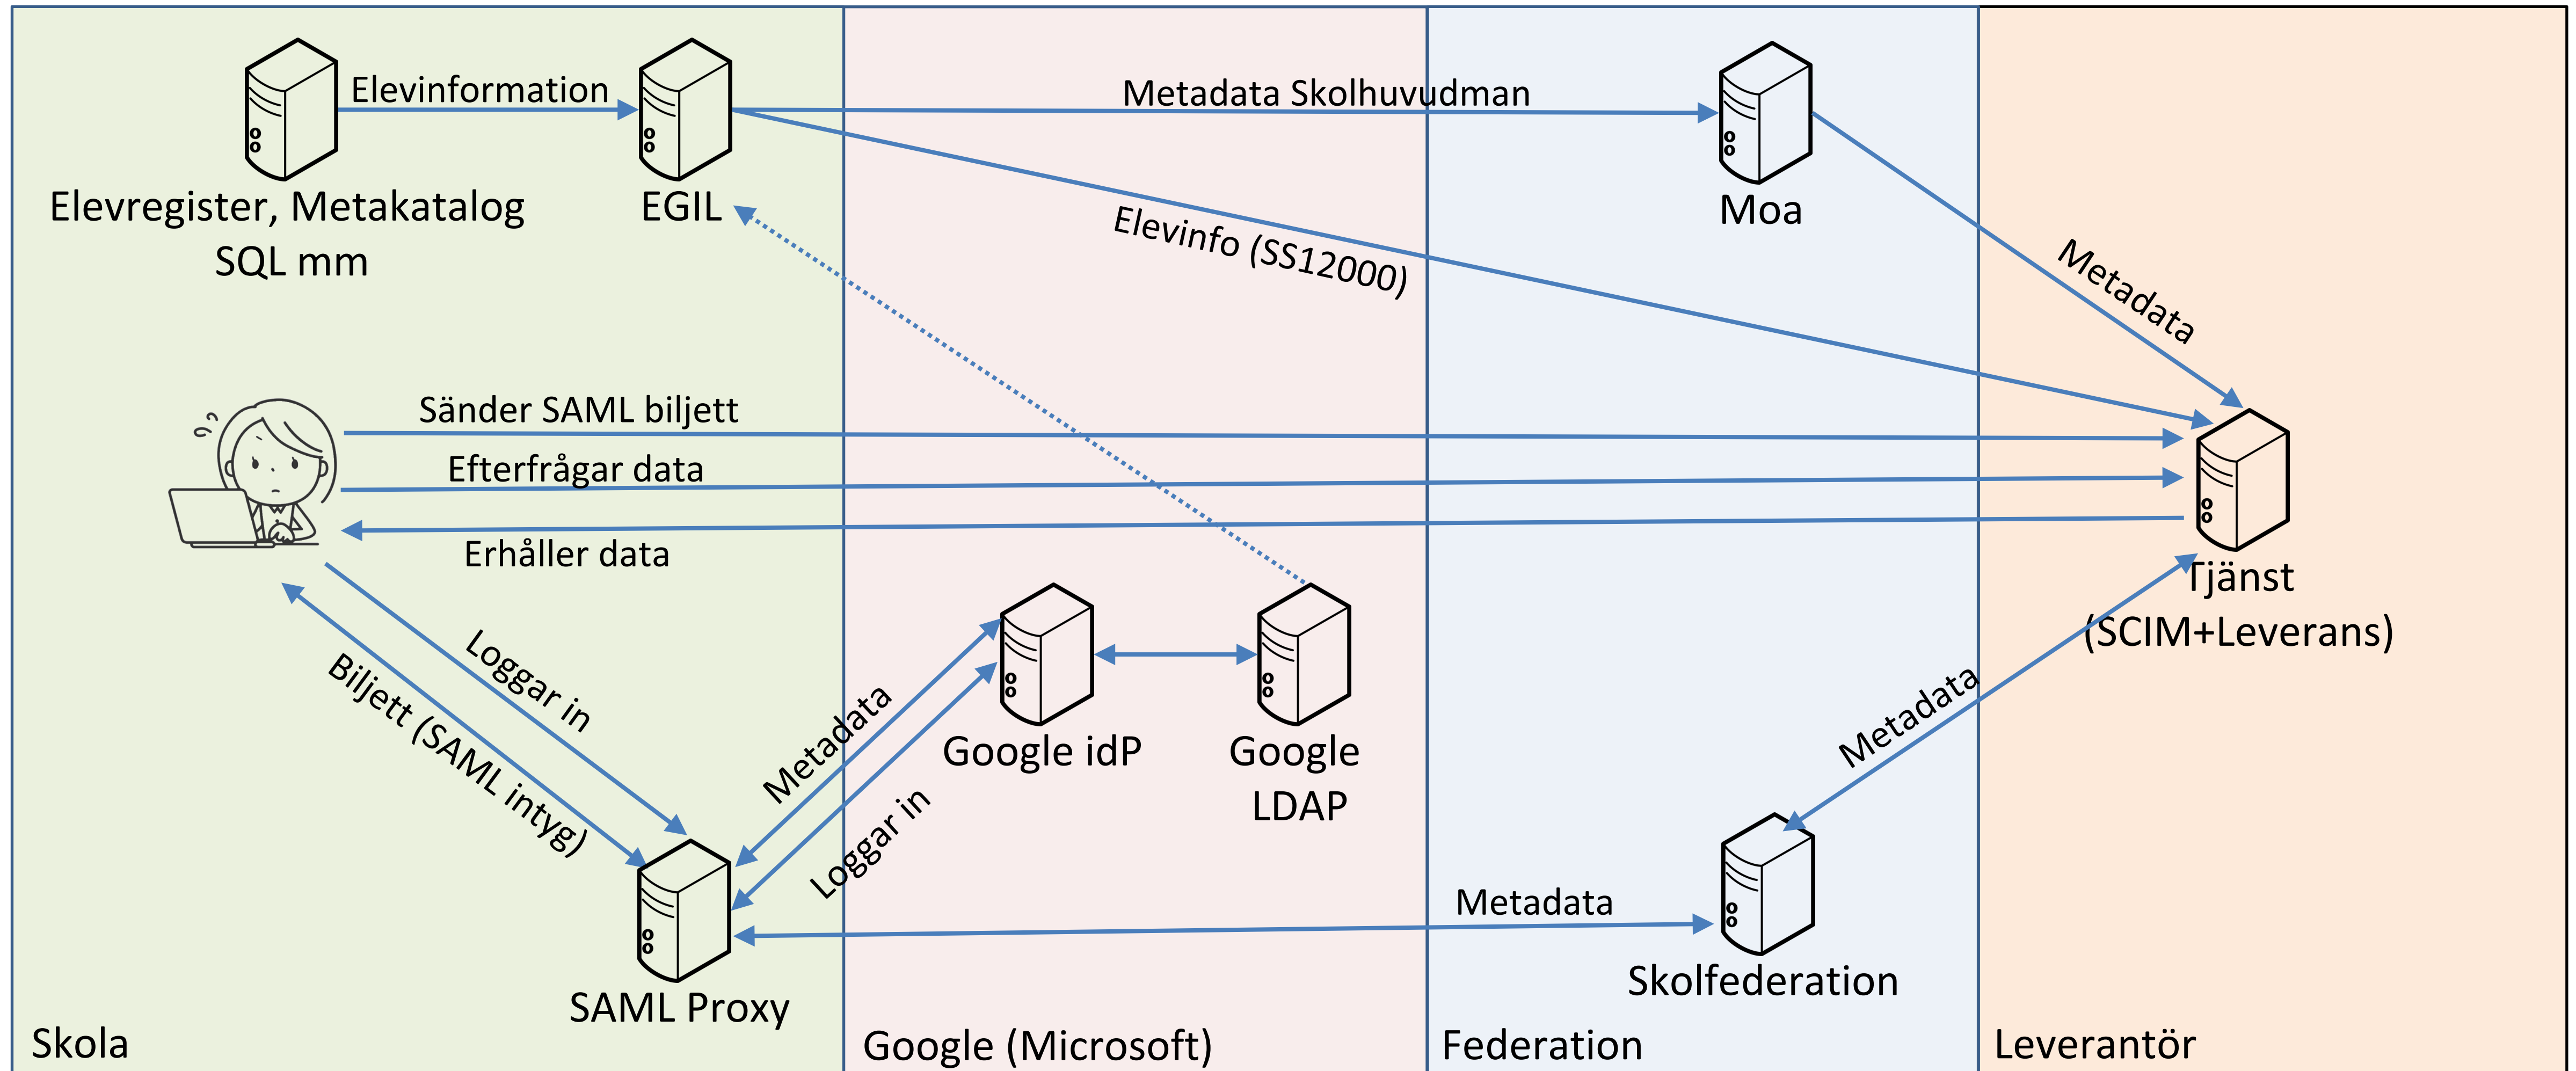 Elevinformation
Metadata Skolhuvudman
Elevregister, Metakatalog
SQL mm
EGIL
Moa
Elevinfo (SS12000)
Metadata
Sänder SAML biljett
Efterfrågar data
Erhåller data
Tjänst
(SCIM+Leverans)
Loggar in
Biljett (SAML intyg)
Metadata
Loggar in
Google idP
Google
LDAP
Metadata
Metadata
Skolfederation
SAML Proxy
Skola
Google (Microsoft)
Federation
Leverantör